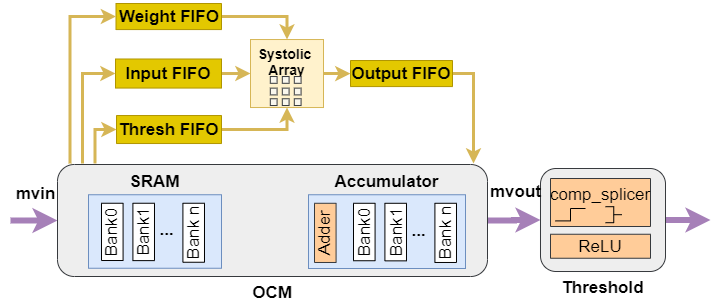 Weight FIFO
Systolic
Array
Input FIFO
Output FIFO
Thresh FIFO
mvin
SRAM
Bank0
Bank1
...
Bank n
Accumulator
Adder
Bank0
Bank1
...
Bank n
mvout
comp_splicer
ReLU
Threshold
OCM